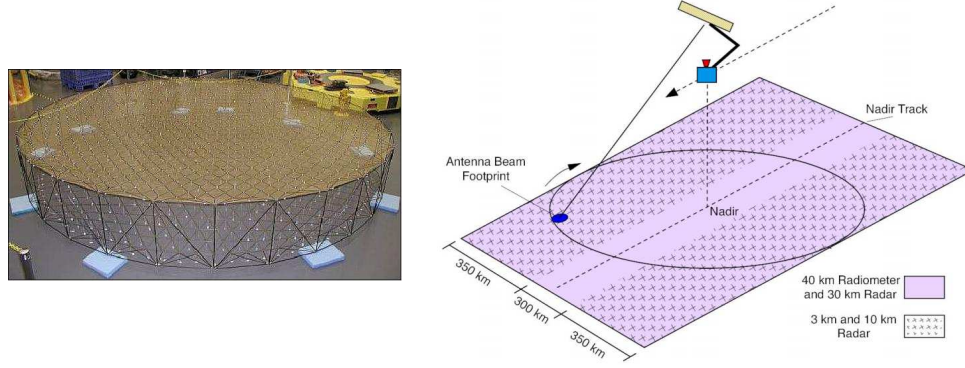 Nadir Track
Antenna Beam
Footprint
Nadir
350 km
300 km
350 km
40 km Radiometer
and 30 km Radar
3 km and 10 km
Radar